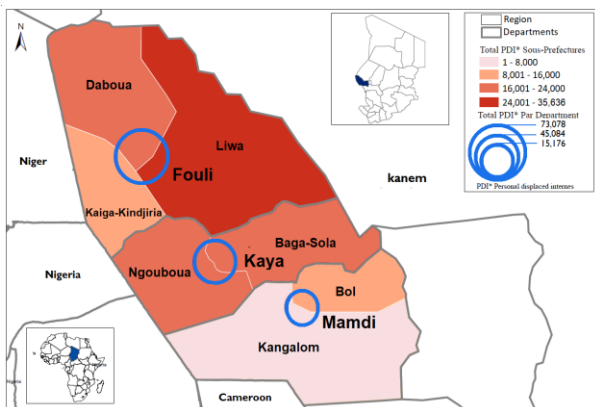 N
Region
Departments
Total PDI* Sous-Prefectures
1 - 8,000
8,001 - 16,000
16,001 - 24,000
24,001 - 35,636
Total PDI* Par Department
73,078
45,084
15,176
PDI* Personal displaced internes
Daboua
Liwa
Niger
Fouli
kanem
Kaiga-Kindjiria
Baga-Sola
Nigeria
Ngouboua
Kaya
Bol
Mamdi
Kangalom
Cameroon